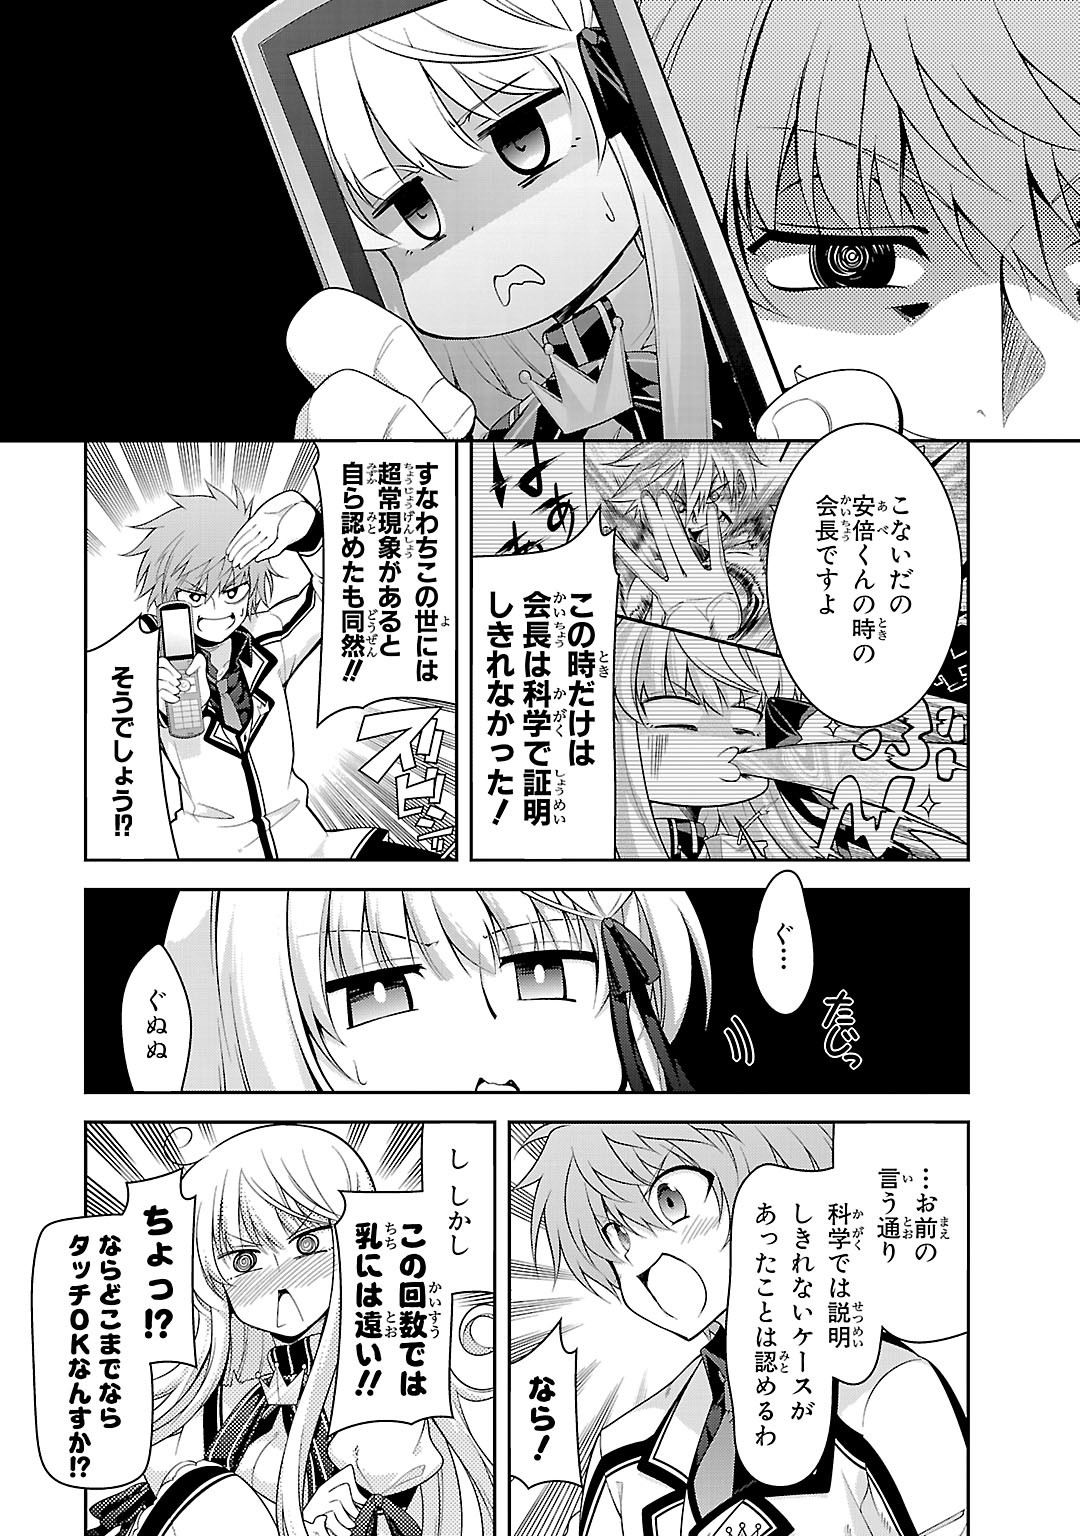 こないだの
安倍くんの時の
会長ですよ
この時だけは
会長は科学で証明
しきれなかった!
すなわちこの世には
超常現象があると
自ら認めたも同然!!
そうでしょう!?
ぐ…
たじっ
ぐぬぬ
…お前の
言う通り
科学では説明
しきれないケースが
あったことは認めるわ
なら!
し しかし
この回数では
乳には遠い!!
ちょっ!?
ならどこまでなら
タッチOKなんすか!?